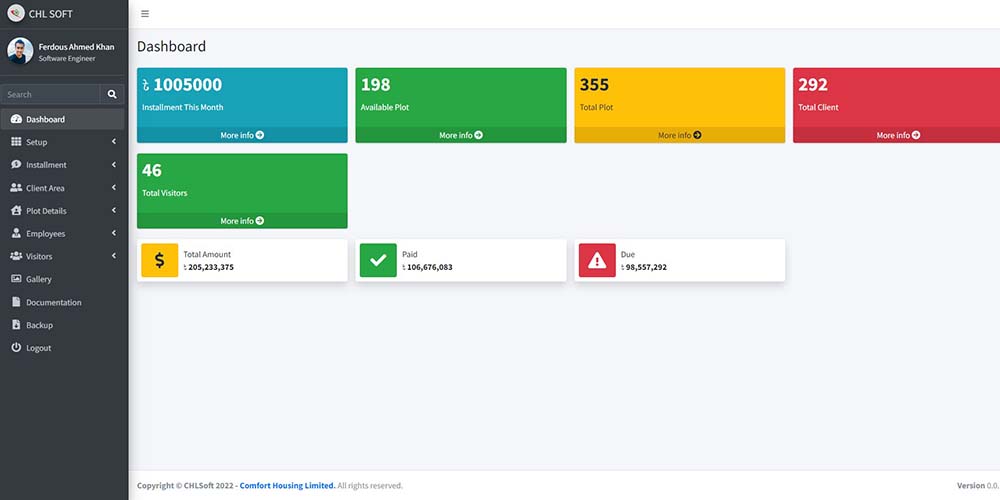 CHL SOFT
Ferdous Ahmed Khan
Software Engineer
Search
Dashboard
Setup
Installment
Client Area
Plot Details
Employees
Visitors
Gallery
Documentation
Backup
Logout
Dashboard
৳ 1005000
Installment This Month
More info
198
Available Plot
More info
355
Total Plot
More info
292
Total Client
More info
46
Total Visitors
More info
Total Amount
৳ 205,233,375
Paid
৳ 106,676,083
Due
৳ 98,557,292
Copyright © CHLSoft 2022 - Comfort Housing Limited. All rights reserved.
Version 0.0.